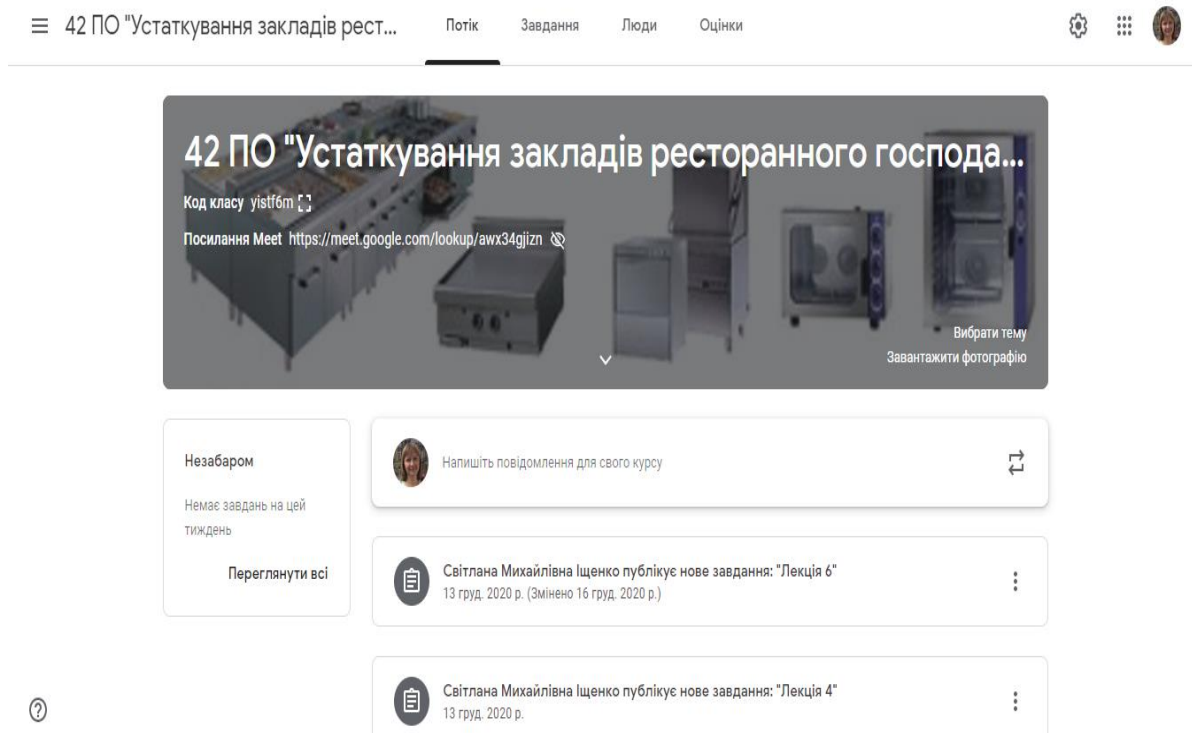 42 ПО "Устаткування закладів рест...
Потік
Завдання
Люди
Оцінки
42 ПО "Устаткування закладів ресторанного господа...
Код класу yistf6m
Посилання Meet https://meet.google.com/lookup/awx34gjizn
Вибрати тему
Завантажити фотографію
Незабаром
Немає завдань на цей
тиждень
Переглянути всі
Напишіть повідомлення для свого курсу
Світлана Михайлівна Іщенко публікує нове завдання: "Лекція 6"
13 груд. 2020 р. (Змінено 16 груд. 2020 р.)
Світлана Михайлівна Іщенко публікує нове завдання: "Лекція 4"
13 груд. 2020 р.